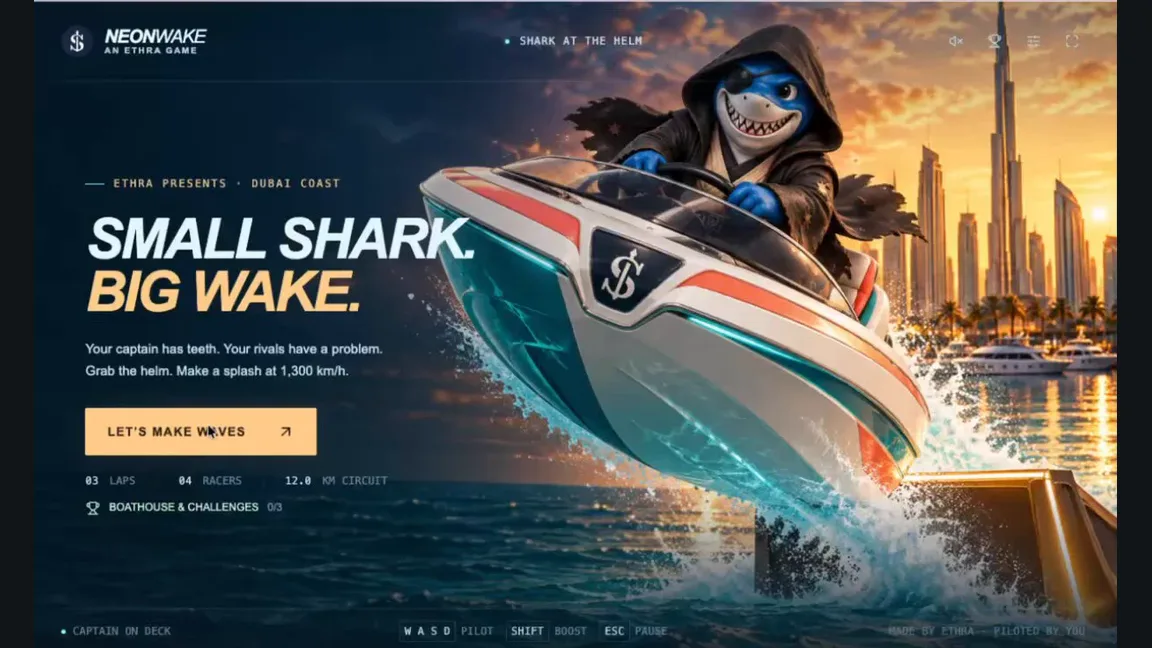 NEONWAKE
AN ETHRA GAME
SHARK AT THE HELM
ETHRA PRESENTS · DUBAI COAST
SMALL SHARK.
BIG WAKE.
Your captain has teeth. Your rivals have a problem.
Grab the helm. Make a splash at 1,300 km/h.
LET'S MAKE WAVES
03 LAPS 04 RACERS 12.0 KM CIRCUIT
BOATHOUSE & CHALLENGES 0/3
CAPTAIN ON DECK
W A S D PILOT SHIFT BOOST ESC PAUSE
MADE BY ETHRA · PILOTED BY YOU